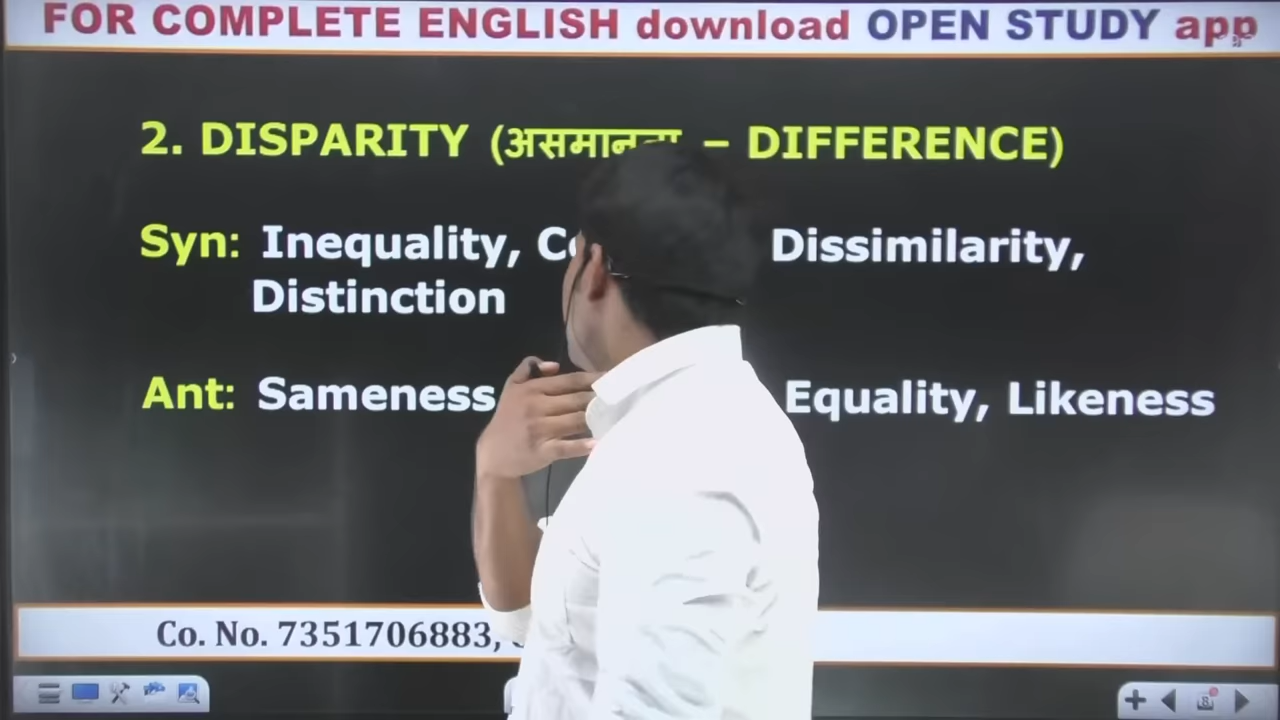 FOR COMPLETE ENGLISH download OPEN STUDY app
2. DISPARITY (असमानता – DIFFERENCE)
Syn: Inequality, Dissimilarity,
Distinction
Ant: Sameness Equality, Likeness
Co. No. 7351706883,